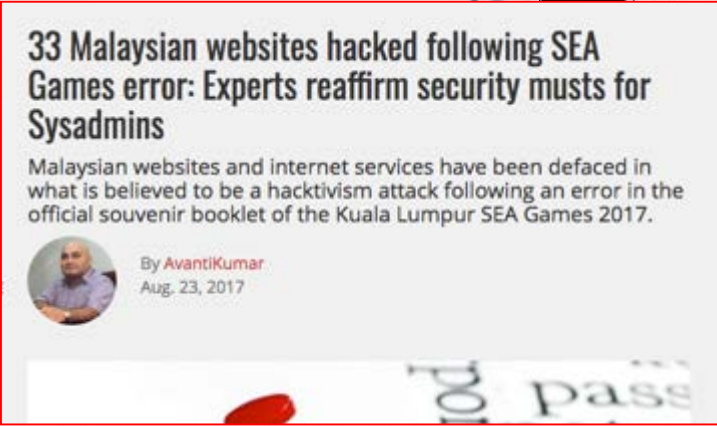 33 Malaysian websites hacked following SEA
Games error: Experts reaffirm security musts for
Sysadmins
Malaysian websites and internet services have been defaced in
what is believed to be a hacktivism attack following an error in the
official souvenir booklet of the Kuala Lumpur SEA Games 2017.
By AvantiKumar
Aug. 23, 2017
pass